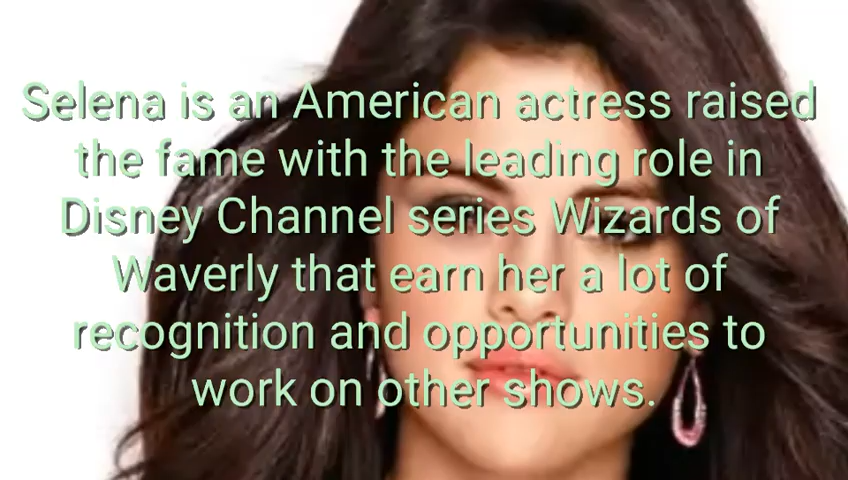 Selena is an American actress raised
the fame with the leading role in
Disney Channel series Wizards of
Waverly that earn her a lot of
recognition and opportunities to
work on other shows.